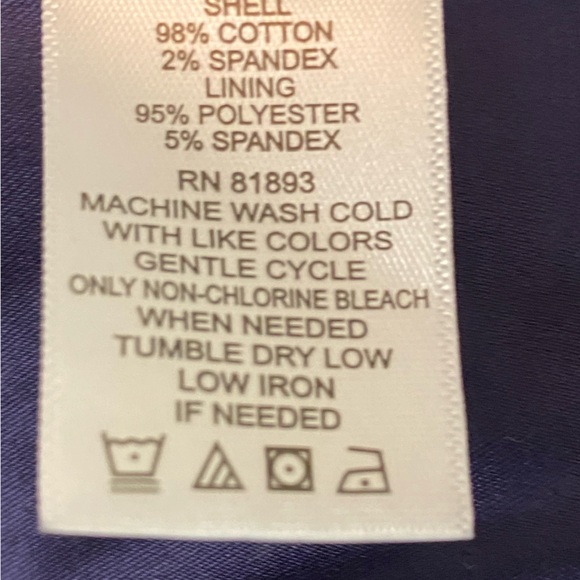 SHELL
98% COTTON
2% SPANDEX
LINING
95% POLYESTER
5% SPANDEX
RN 81893
MACHINE WASH COLD
WITH LIKE COLORS
GENTLE CYCLE
ONLY NON-CHLORINE BLEACH
WHEN NEEDED
TUMBLE DRY LOW
LOW IRON
IF NEEDED